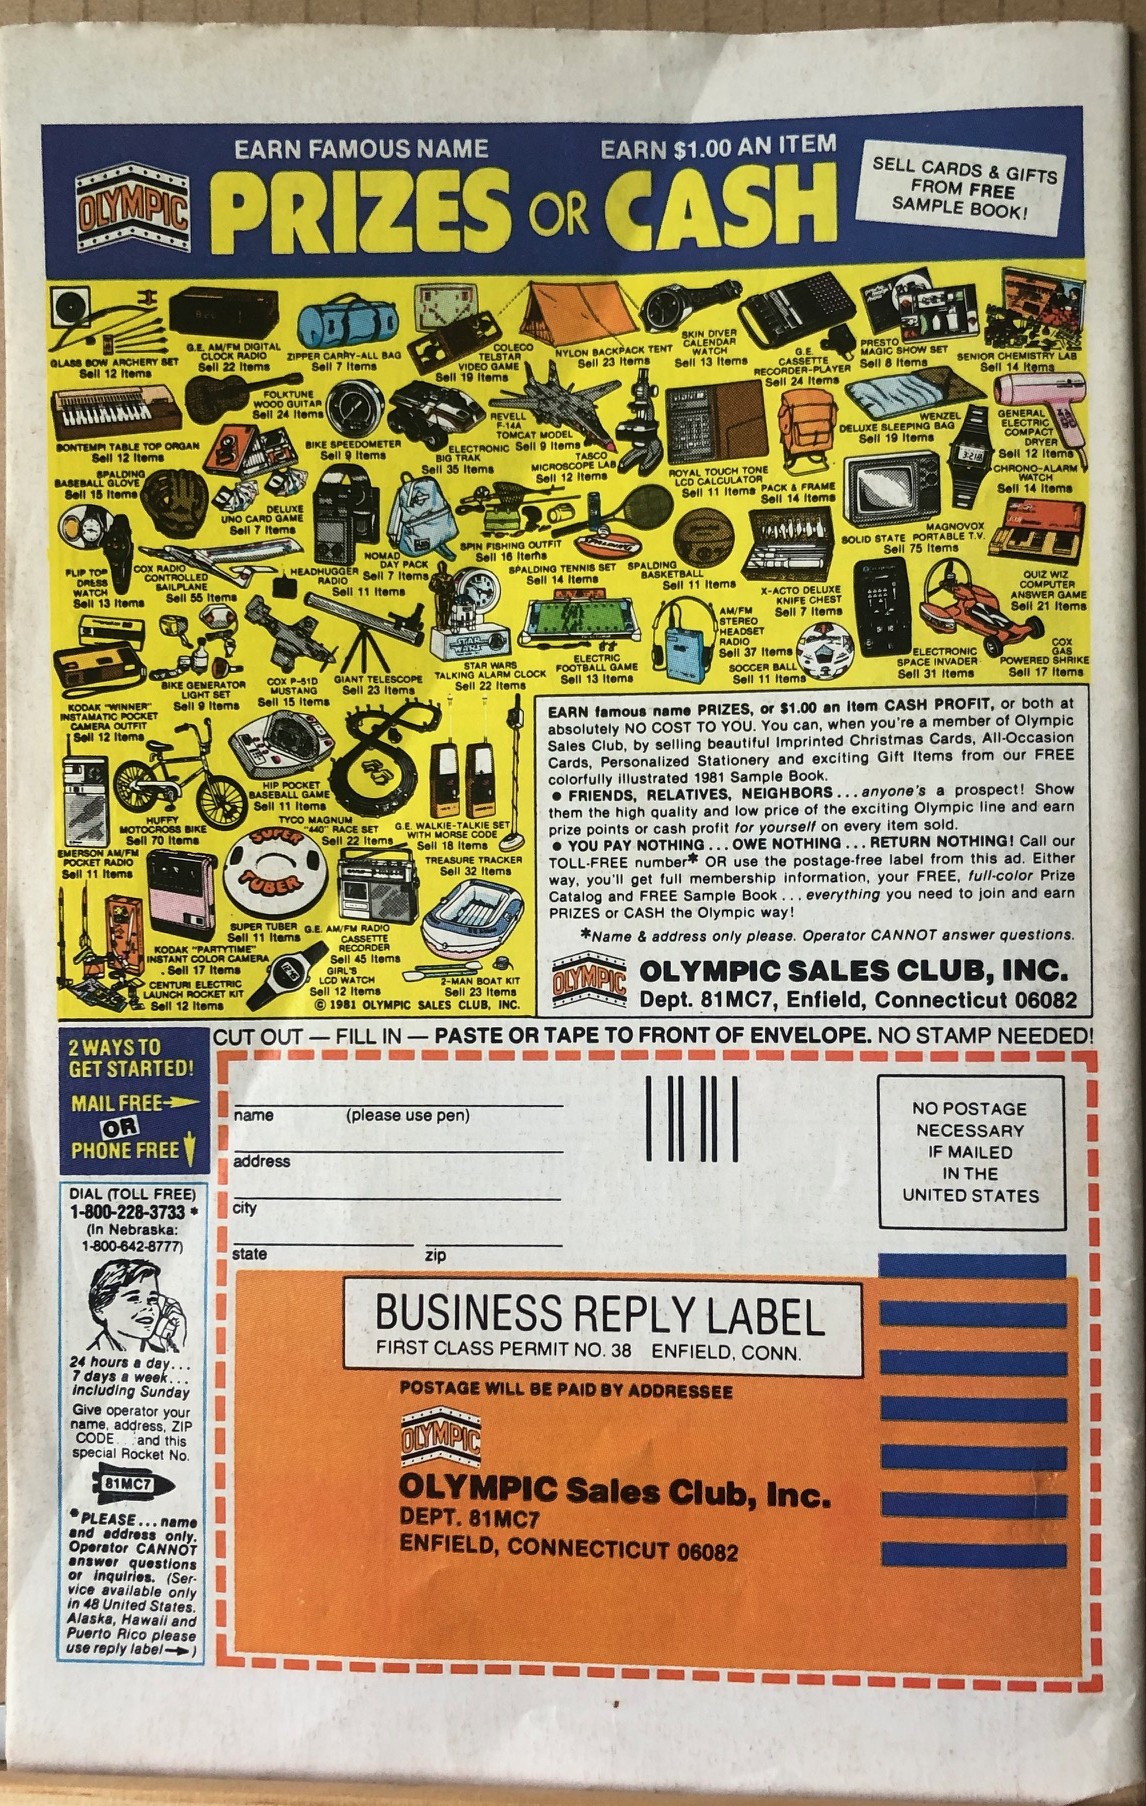 EARN FAMOUS NAME
PRIZES OR CASH
EARN $1.00 AN ITEM
OLYMPIC
SELL CARDS & GIFTS
FROM FREE
SAMPLE BOOK!
GLASS BOW ARCHERY SET
Sell 12 Items
G.E. AM/FM DIGITAL
CLOCK RADIO
Sell 22 Items
ZIPPER CARRY-ALL BAG
Sell 7 Items
COLECO
TELSTAR
VIDEO GAME
Sell 19 Items
NYLON BACKPACK TENT
Sell 23 Items
SKIN DIVER
CALENDAR
WATCH
Sell 13 Items
G.E.
CASSETTE
RECORDER-PLAYER
Sell 24 Items
PRESTO
MAGIC SHOW SET
Sell 8 Items
SENIOR CHEMISTRY LAB
Sell 14 Items
BONTEMPI TABLE TOP ORGAN
Sell 12 Items
FOLKTUNE
WOOD GUITAR
Sell 24 Items
BIKE SPEEDOMETER
Sell 9 Items
ELECTRONIC
BIG TRAK
Sell 35 Items
REVELL
F-14A
TOMCAT MODEL
Sell 9 Items
TASCO
MICROSCOPE LAB
Sell 12 Items
ROYAL TOUCH TONE
LCD CALCULATOR
Sell 11 Items
PACK & FRAME
Sell 14 Items
WENZEL
DELUXE SLEEPING BAG
Sell 19 Items
GENERAL
ELECTRIC
COMPACT
DRYER
Sell 12 Items
CHRONO-ALARM
WATCH
Sell 14 Items
SPALDING
BASEBALL GLOVE
Sell 15 Items
DELUXE
UNO CARD GAME
Sell 7 Items
FLIP TOP
DRESS
WATCH
Sell 13 Items
COX RADIO
CONTROLLED
SAILPLANE
Sell 55 Items
HEADHUGGER
RADIO
Sell 11 Items
NOMAD
DAY PACK
Sell 7 Items
SPIN FISHING OUTFIT
Sell 16 Items
SPALDING TENNIS SET
Sell 14 Items
SPALDING
BASKETBALL
Sell 11 Items
X-ACTO DELUXE
KNIFE CHEST
Sell 7 Items
MAGNOVOX
SOLID STATE PORTABLE T.V.
Sell 75 Items
QUIZ WIZ
COMPUTER
ANSWER GAME
Sell 21 Items
KODAK "WINNER"
INSTAMATIC POCKET
CAMERA OUTFIT
Sell 12 Items
BIKE GENERATOR
LIGHT SET
Sell 9 Items
COX P-51D
MUSTANG
Sell 15 Items
GIANT TELESCOPE
Sell 23 Items
STAR WARS
STAR WARS
TALKING ALARM CLOCK
Sell 22 Items
ELECTRIC
FOOTBALL GAME
Sell 13 Items
AM/FM
STEREO
HEADSET
RADIO
Sell 37 Items
SOCCER BALL
Sell 11 Items
ELECTRONIC
SPACE INVADER
Sell 31 Items
COX
GAS
POWERED SHRIKE
Sell 17 Items
EMERSON AM/FM
POCKET RADIO
Sell 11 Items
HUFFY
MOTOCROSS BIKE
Sell 70 Items
HIP POCKET
BASEBALL GAME
Sell 11 Items
TYCO MAGNUM
"440" RACE SET
Sell 22 Items
G.E. WALKIE-TALKIE SET
WITH MORSE CODE
Sell 18 Items
TREASURE TRACKER
Sell 32 Items
CENTURI ELECTRIC
LAUNCH ROCKET KIT
Sell 12 Items
KODAK "PARTYTIME"
INSTANT COLOR CAMERA
Sell 17 Items
SUPER
TUBER
SUPER TUBER
Sell 11 Items
G.E. AM/FM RADIO
CASSETTE
RECORDER
Sell 45 Items
GIRL'S
LCD WATCH
Sell 12 Items
2-MAN BOAT KIT
Sell 23 Items
© 1981 OLYMPIC SALES CLUB, INC.
EARN famous name PRIZES, or $1.00 an item CASH PROFIT, or both at
absolutely NO COST TO YOU. You can, when you're a member of Olympic
Sales Club, by selling beautiful Imprinted Christmas Cards, All-Occasion
Cards, Personalized Stationery and exciting Gift Items from our FREE
colorfully illustrated 1981 Sample Book.
● FRIENDS, RELATIVES, NEIGHBORS...anyone's a prospect! Show
them the high quality and low price of the exciting Olympic line and earn
prize points or cash profit for yourself on every item sold.
● YOU PAY NOTHING...OWE NOTHING...RETURN NOTHING! Call our
TOLL-FREE number* OR use the postage-free label from this ad. Either
way, you'll get full membership information, your FREE, full-color Prize
Catalog and FREE Sample Book...everything you need to join and earn
PRIZES or CASH the Olympic way!
*Name & address only please. Operator CANNOT answer questions.
OLYMPIC
OLYMPIC SALES CLUB, INC.
Dept. 81MC7, Enfield, Connecticut 06082
CUT OUT — FILL IN — PASTE OR TAPE TO FRONT OF ENVELOPE. NO STAMP NEEDED!
2 WAYS TO
GET STARTED!
MAIL FREE
OR
PHONE FREE
DIAL (TOLL FREE)
1-800-228-3733 *
(In Nebraska:
1-800-642-8777)
24 hours a day...
7 days a week...
including Sunday
Give operator your
name, address, ZIP
CODE...and this
special Rocket No.
81MC7
*PLEASE...name
and address only.
Operator CANNOT
answer questions
or inquiries. (Ser-
vice available only
in 48 United States.
Alaska, Hawaii and
Puerto Rico please
use reply label→)
name (please use pen)
address
city
state zip
NO POSTAGE
NECESSARY
IF MAILED
IN THE
UNITED STATES
BUSINESS REPLY LABEL
FIRST CLASS PERMIT NO. 38 ENFIELD, CONN.
POSTAGE WILL BE PAID BY ADDRESSEE
OLYMPIC
OLYMPIC Sales Club, Inc.
DEPT. 81MC7
ENFIELD, CONNECTICUT 06082